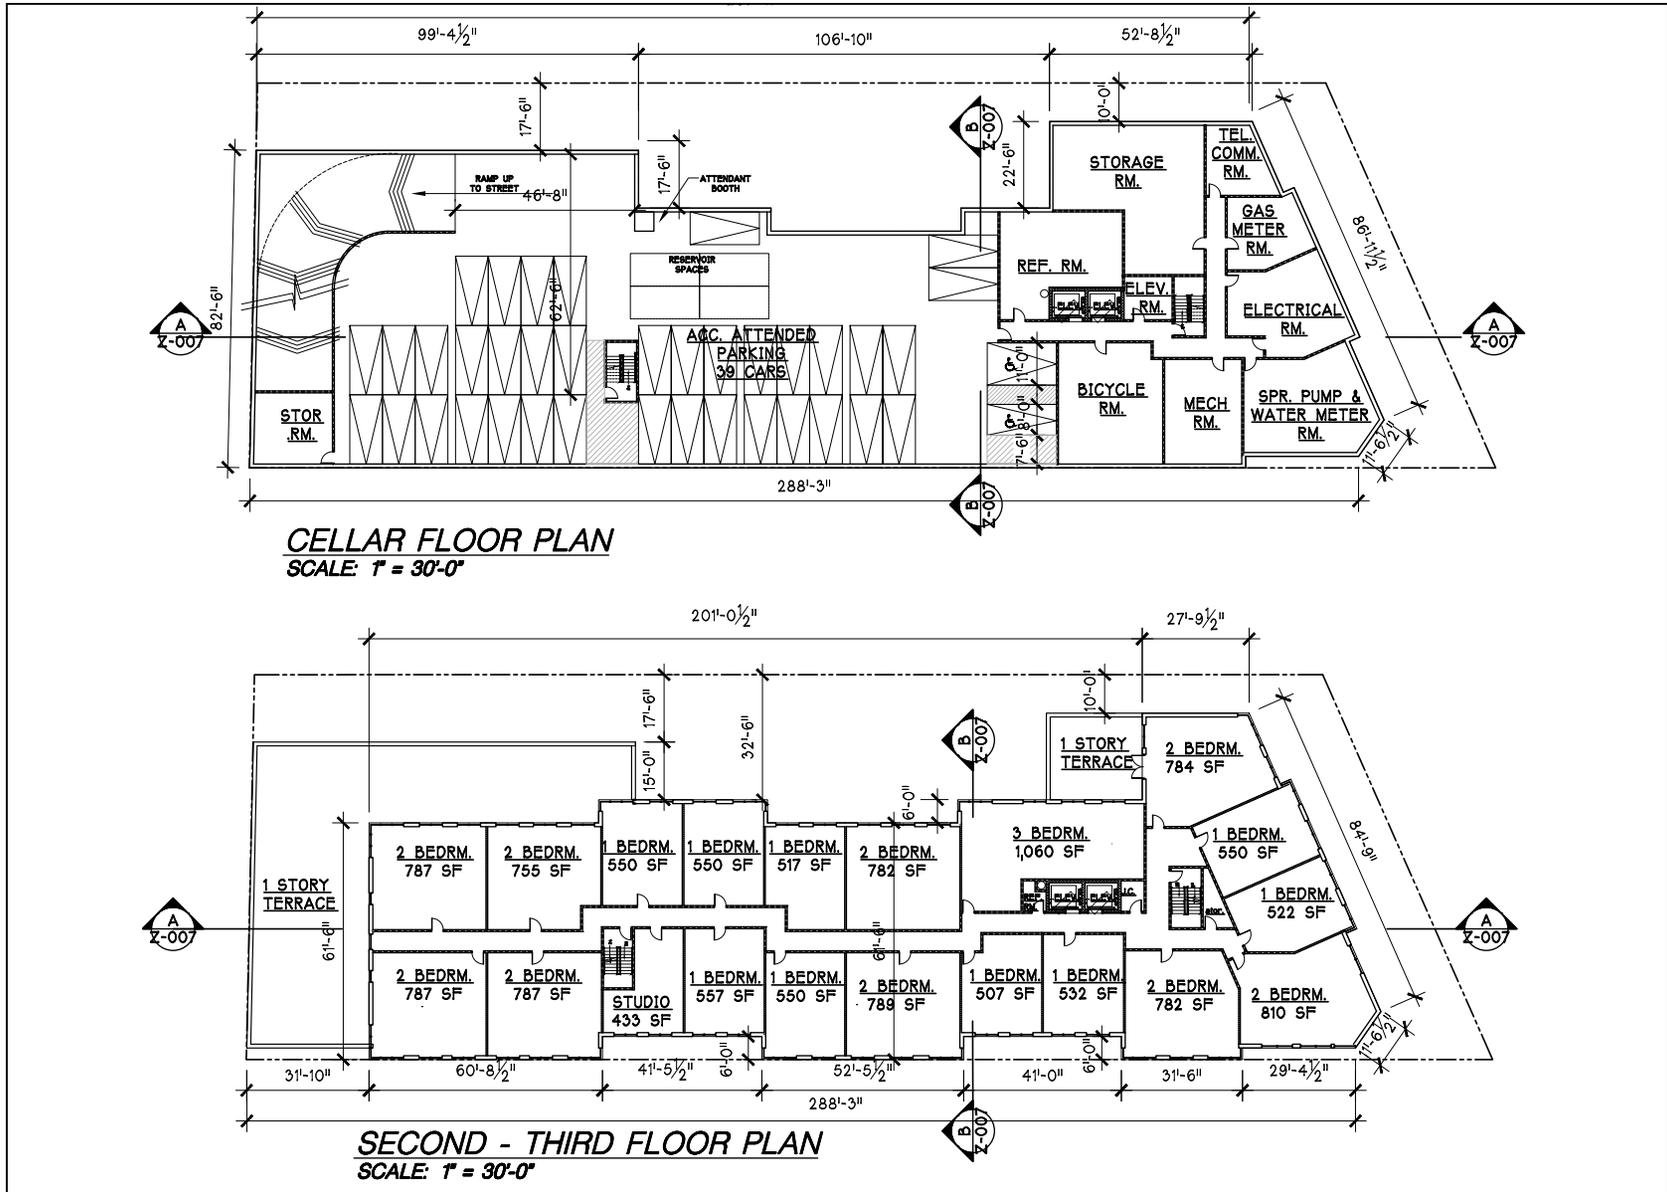 99'-4½"
106'-10"
52'-8½"
17'-6"
10'-0"
B
Z-007
22'-6"
17'-6"
TEL.
COMM.
RM.
STORAGE
RM.
RAMP UP
TO STREET
46'-8"
ATTENDANT
BOOTH
GAS
METER
RM.
86'-11½"
RESERVOIR
SPACES
REF. RM.
ELEV.
ELEV.
ELEV.
RM.
62'-6"
82'-6"
A
Z-007
ELECTRICAL
RM.
A
Z-007
ACC. ATTENDED
PARKING
39 CARS
11'-0"
8'-0"
7'-6"
STOR
.RM.
BICYCLE
RM.
MECH
RM.
SPR. PUMP &
WATER METER
RM.
11'-6½"
288'-3"
B
Z-007
CELLAR FLOOR PLAN
SCALE: 1" = 30'-0"
201'-0½"
27'-9½"
17'-6"
15'-0"
32'-6"
10'-0"
B
Z-007
6'-0"
1 STORY
TERRACE
2 BEDRM.
784 SF
2 BEDRM.
787 SF
2 BEDRM.
755 SF
1 BEDRM.
550 SF
1 BEDRM.
550 SF
1 BEDRM.
517 SF
2 BEDRM.
782 SF
3 BEDRM.
1,060 SF
1 BEDRM.
550 SF
84'-9"
1 STORY
TERRACE
REF.
RM.
ELEV.
ELEV.
J.C.
stor.
1 BEDRM.
522 SF
A
Z-007
61'-6"
61'-6"
A
Z-007
2 BEDRM.
787 SF
2 BEDRM.
787 SF
STUDIO
433 SF
1 BEDRM.
557 SF
1 BEDRM.
550 SF
2 BEDRM.
789 SF
1 BEDRM.
507 SF
1 BEDRM.
532 SF
2 BEDRM.
782 SF
2 BEDRM.
810 SF
6'-0"
6'-0"
11'-6½"
31'-10"
60'-8½"
41'-5½"
52'-5½"
41'-0"
31'-6"
29'-4½"
288'-3"
B
Z-007
SECOND - THIRD FLOOR PLAN
SCALE: 1" = 30'-0"